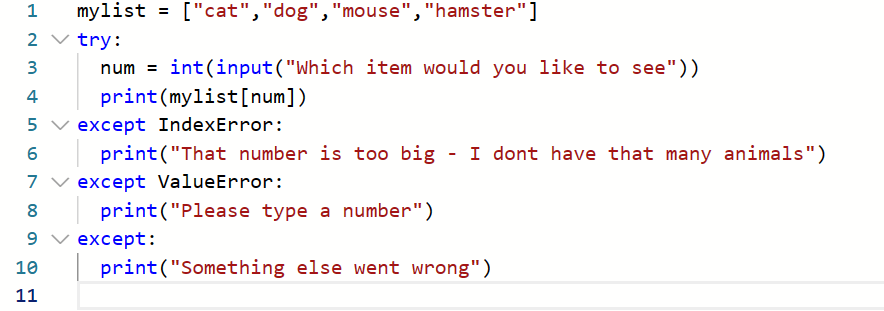 1 mylist = ["cat","dog","mouse","hamster"]
2 try:
3 num = int(input("Which item would you like to see"))
4 print(mylist[num])
5 except IndexError:
6 print("That number is too big - I dont have that many animals")
7 except ValueError:
8 print("Please type a number")
9 except:
10 print("Something else went wrong")
11